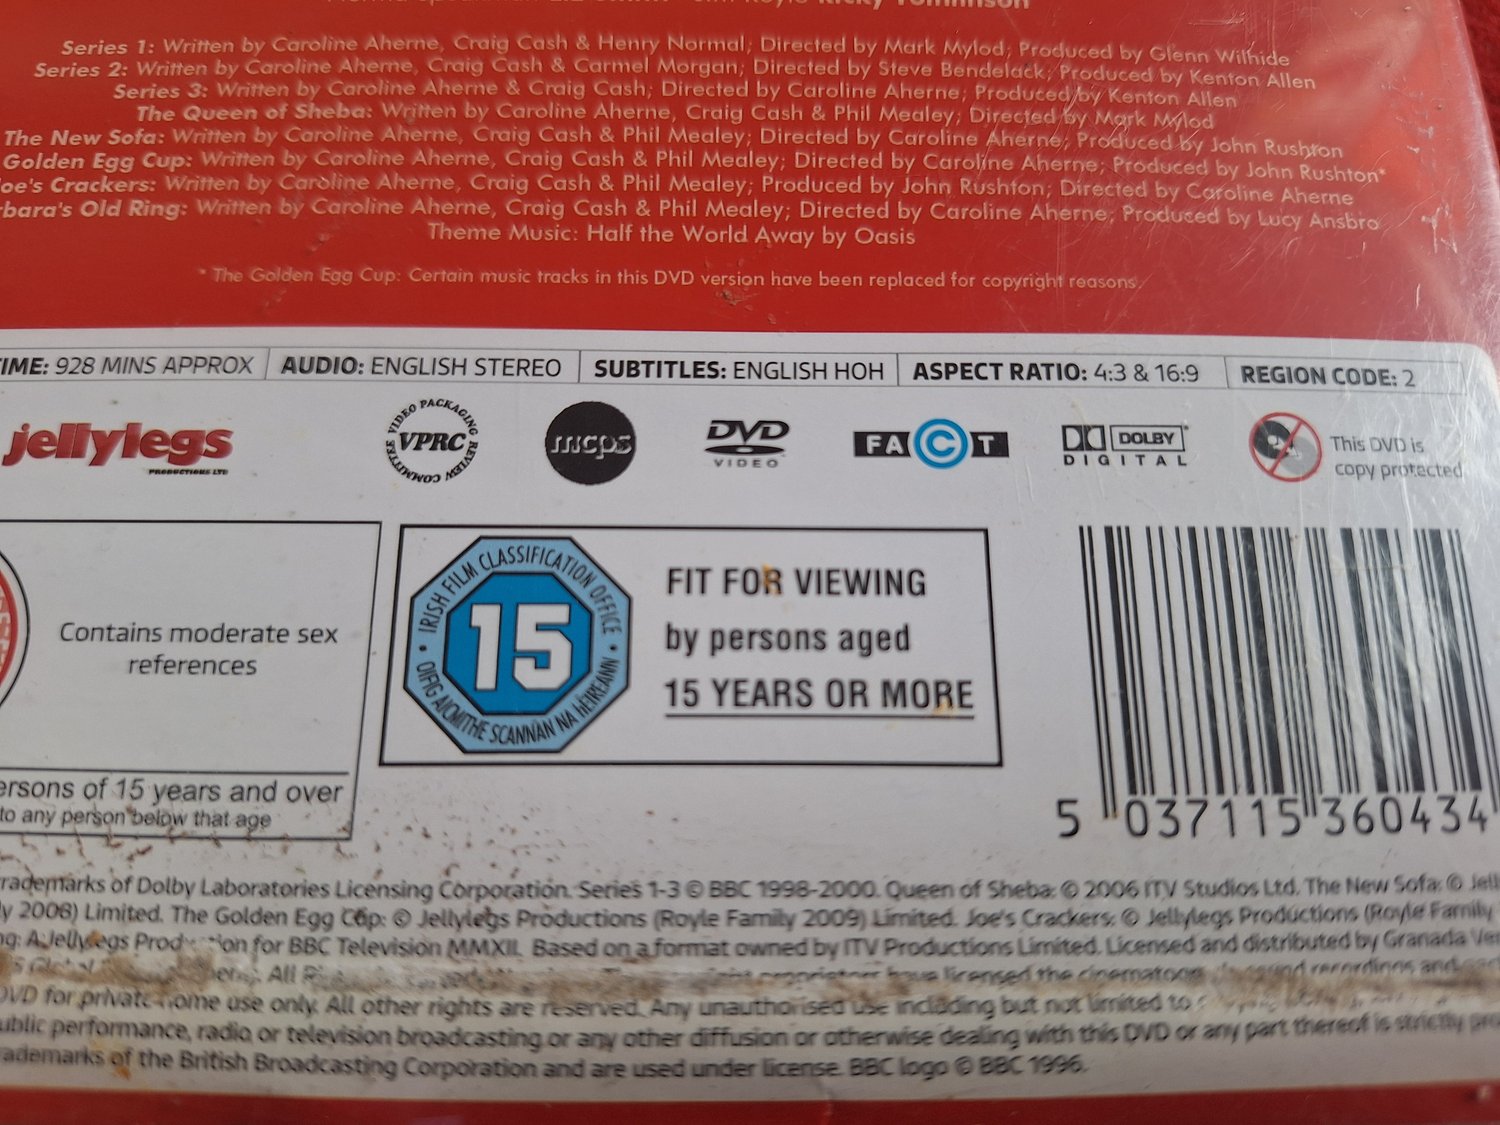 Ricky Tomlinson
Series 1: Written by Caroline Aherne, Craig Cash & Henry Normal; Directed by Mark Mylod; Produced by Glenn Wilhide
Series 2: Written by Caroline Aherne, Craig Cash & Carmel Morgan; Directed by Steve Bendelack; Produced by Kenton Allen
Series 3: Written by Caroline Aherne & Craig Cash; Directed by Caroline Aherne; Produced by Kenton Allen
The Queen of Sheba: Written by Caroline Aherne, Craig Cash & Phil Mealey; Directed by Mark Mylod
The New Sofa: Written by Caroline Aherne, Craig Cash & Phil Mealey; Directed by Caroline Aherne; Produced by John Rushton
Golden Egg Cup: Written by Caroline Aherne, Craig Cash & Phil Mealey; Directed by Caroline Aherne; Produced by John Rushton*
oe's Crackers: Written by Caroline Aherne, Craig Cash & Phil Mealey; Produced by John Rushton; Directed by Caroline Aherne
bara's Old Ring: Written by Caroline Aherne, Craig Cash & Phil Mealey; Directed by Caroline Aherne; Produced by Lucy Ansbro
Theme Music: Half the World Away by Oasis
* The Golden Egg Cup: Certain music tracks in this DVD version have been replaced for copyright reasons.
IME: 928 MINS APPROX AUDIO: ENGLISH STEREO SUBTITLES: ENGLISH HOH ASPECT RATIO: 4:3 & 16:9 REGION CODE: 2
jellylegs
PRODUCTIONS LTD
VIDEO PACKAGING REVIEW COMMITTEE
VPRC
mcps
DVD
VIDEO
FACT
DOLBY
DIGITAL
This DVD is
copy protected
Contains moderate sex
references
ersons of 15 years and over
to any person below that age
IRISH FILM CLASSIFICATION OFFICE
15
OIFIG AICMITHE SCANNÁN NA hÉIREANN
FIT FOR VIEWING
by persons aged
15 YEARS OR MORE
5 037115 360434
rademarks of Dolby Laboratories Licensing Corporation. Series 1-3 © BBC 1998-2000. Queen of Sheba: © 2006 ITV Studios Ltd. The New Sofa: © Jell
ly 2008) Limited. The Golden Egg Cup: © Jellylegs Productions (Royle Family 2009) Limited. Joe's Crackers: © Jellylegs Productions (Royle Family
ng: A Jellylegs Production for BBC Television MMXII. Based on a format owned by ITV Productions Limited. Licensed and distributed by Granada Ven
All have licensed the sound recordings and
DVD for private home use only. All other rights are reserved. Any unauthorised use including but not limited to
ublic performance, radio or television broadcasting or any other diffusion or otherwise dealing with this DVD or any part thereof is strictly pro
rademarks of the British Broadcasting Corporation and are used under license. BBC logo © BBC 1996.